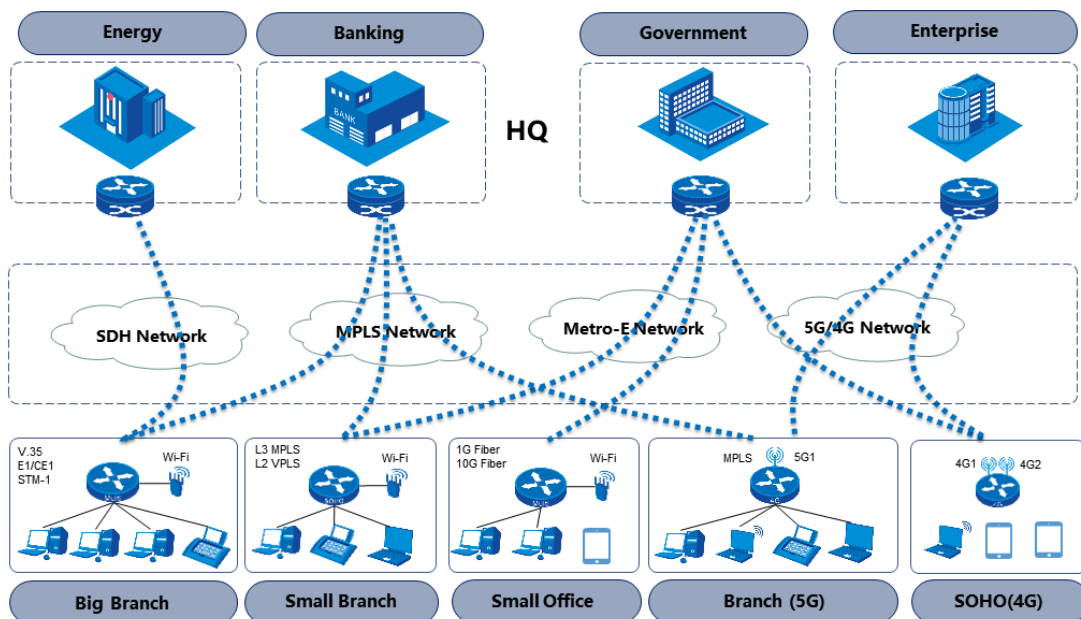 Energy
Banking
Government
Enterprise
BANK
HQ
SDH Network
MPLS Network
Metro-E Network
5G/4G Network
V.35
E1/CE1
STM-1
Wi-Fi
L3 MPLS
L2 VPLS
Wi-Fi
SOHO
1G Fiber
10G Fiber
Wi-Fi
MPLS
5G1
4G
4G1
4G2
Big Branch
Small Branch
Small Office
Branch (5G)
SOHO(4G)